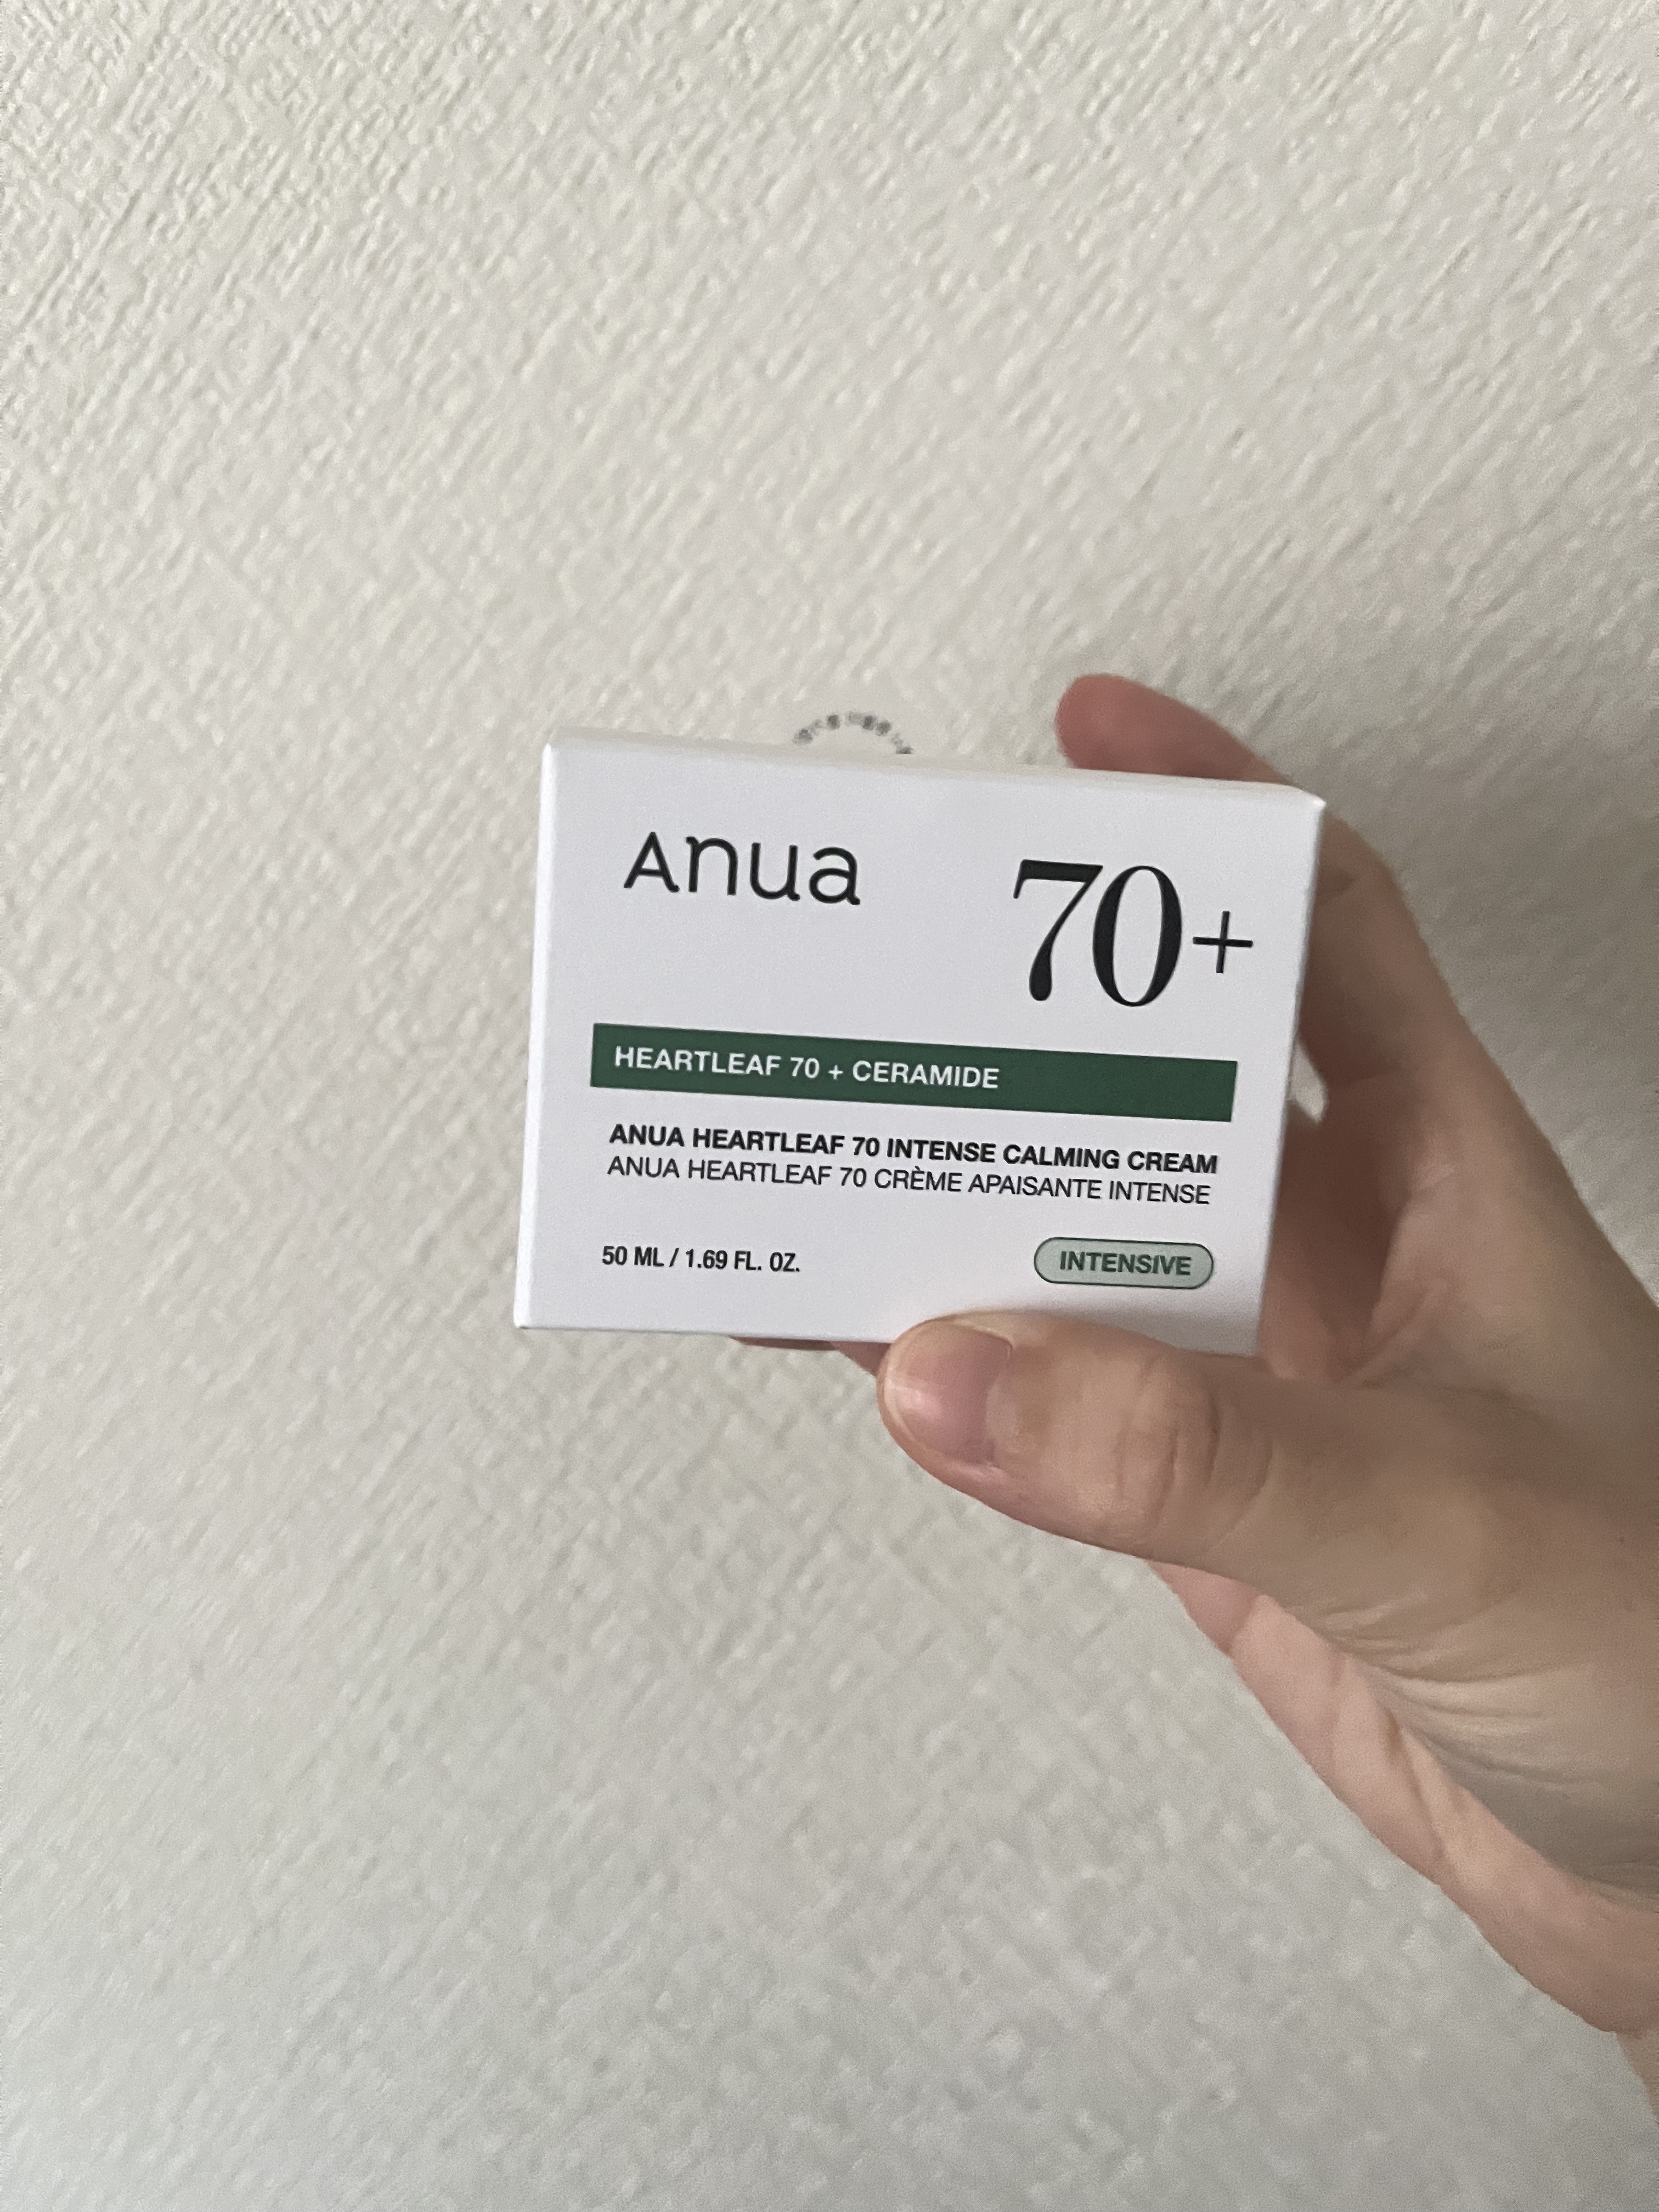 Anua
70+
HEARTLEAF 70 + CERAMIDE
ANUA HEARTLEAF 70 INTENSE CALMING CREAM
ANUA HEARTLEAF 70 CRÈME APAISANTE INTENSE
50 ML / 1.69 FL. OZ.
INTENSIVE